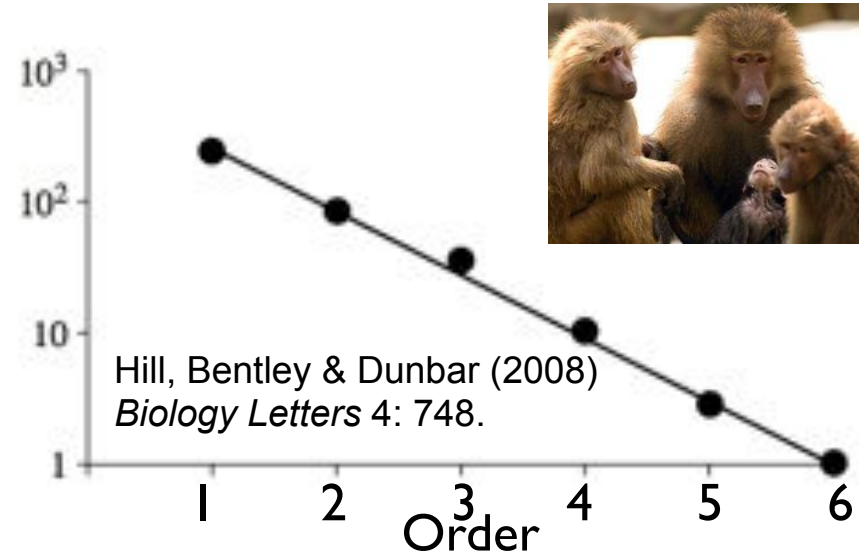 10³
10²
10
1
Hill, Bentley & Dunbar (2008)
Biology Letters 4: 748.
1 2 3 4 5 6
Order